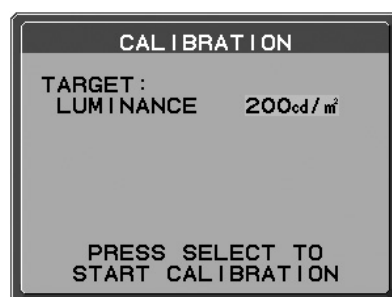 CALIBRATION
TARGET:
LUMINANCE 200cd/㎡
PRESS SELECT TO
START CALIBRATION